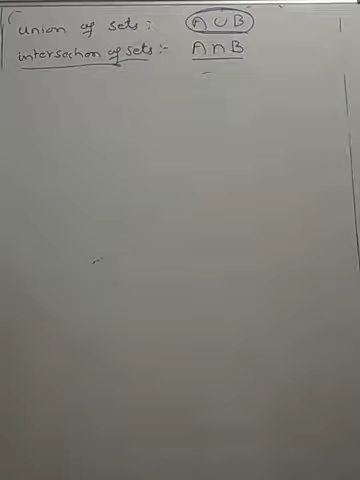 union of sets :
A ∪ B
intersection of sets :-
A ∩ B